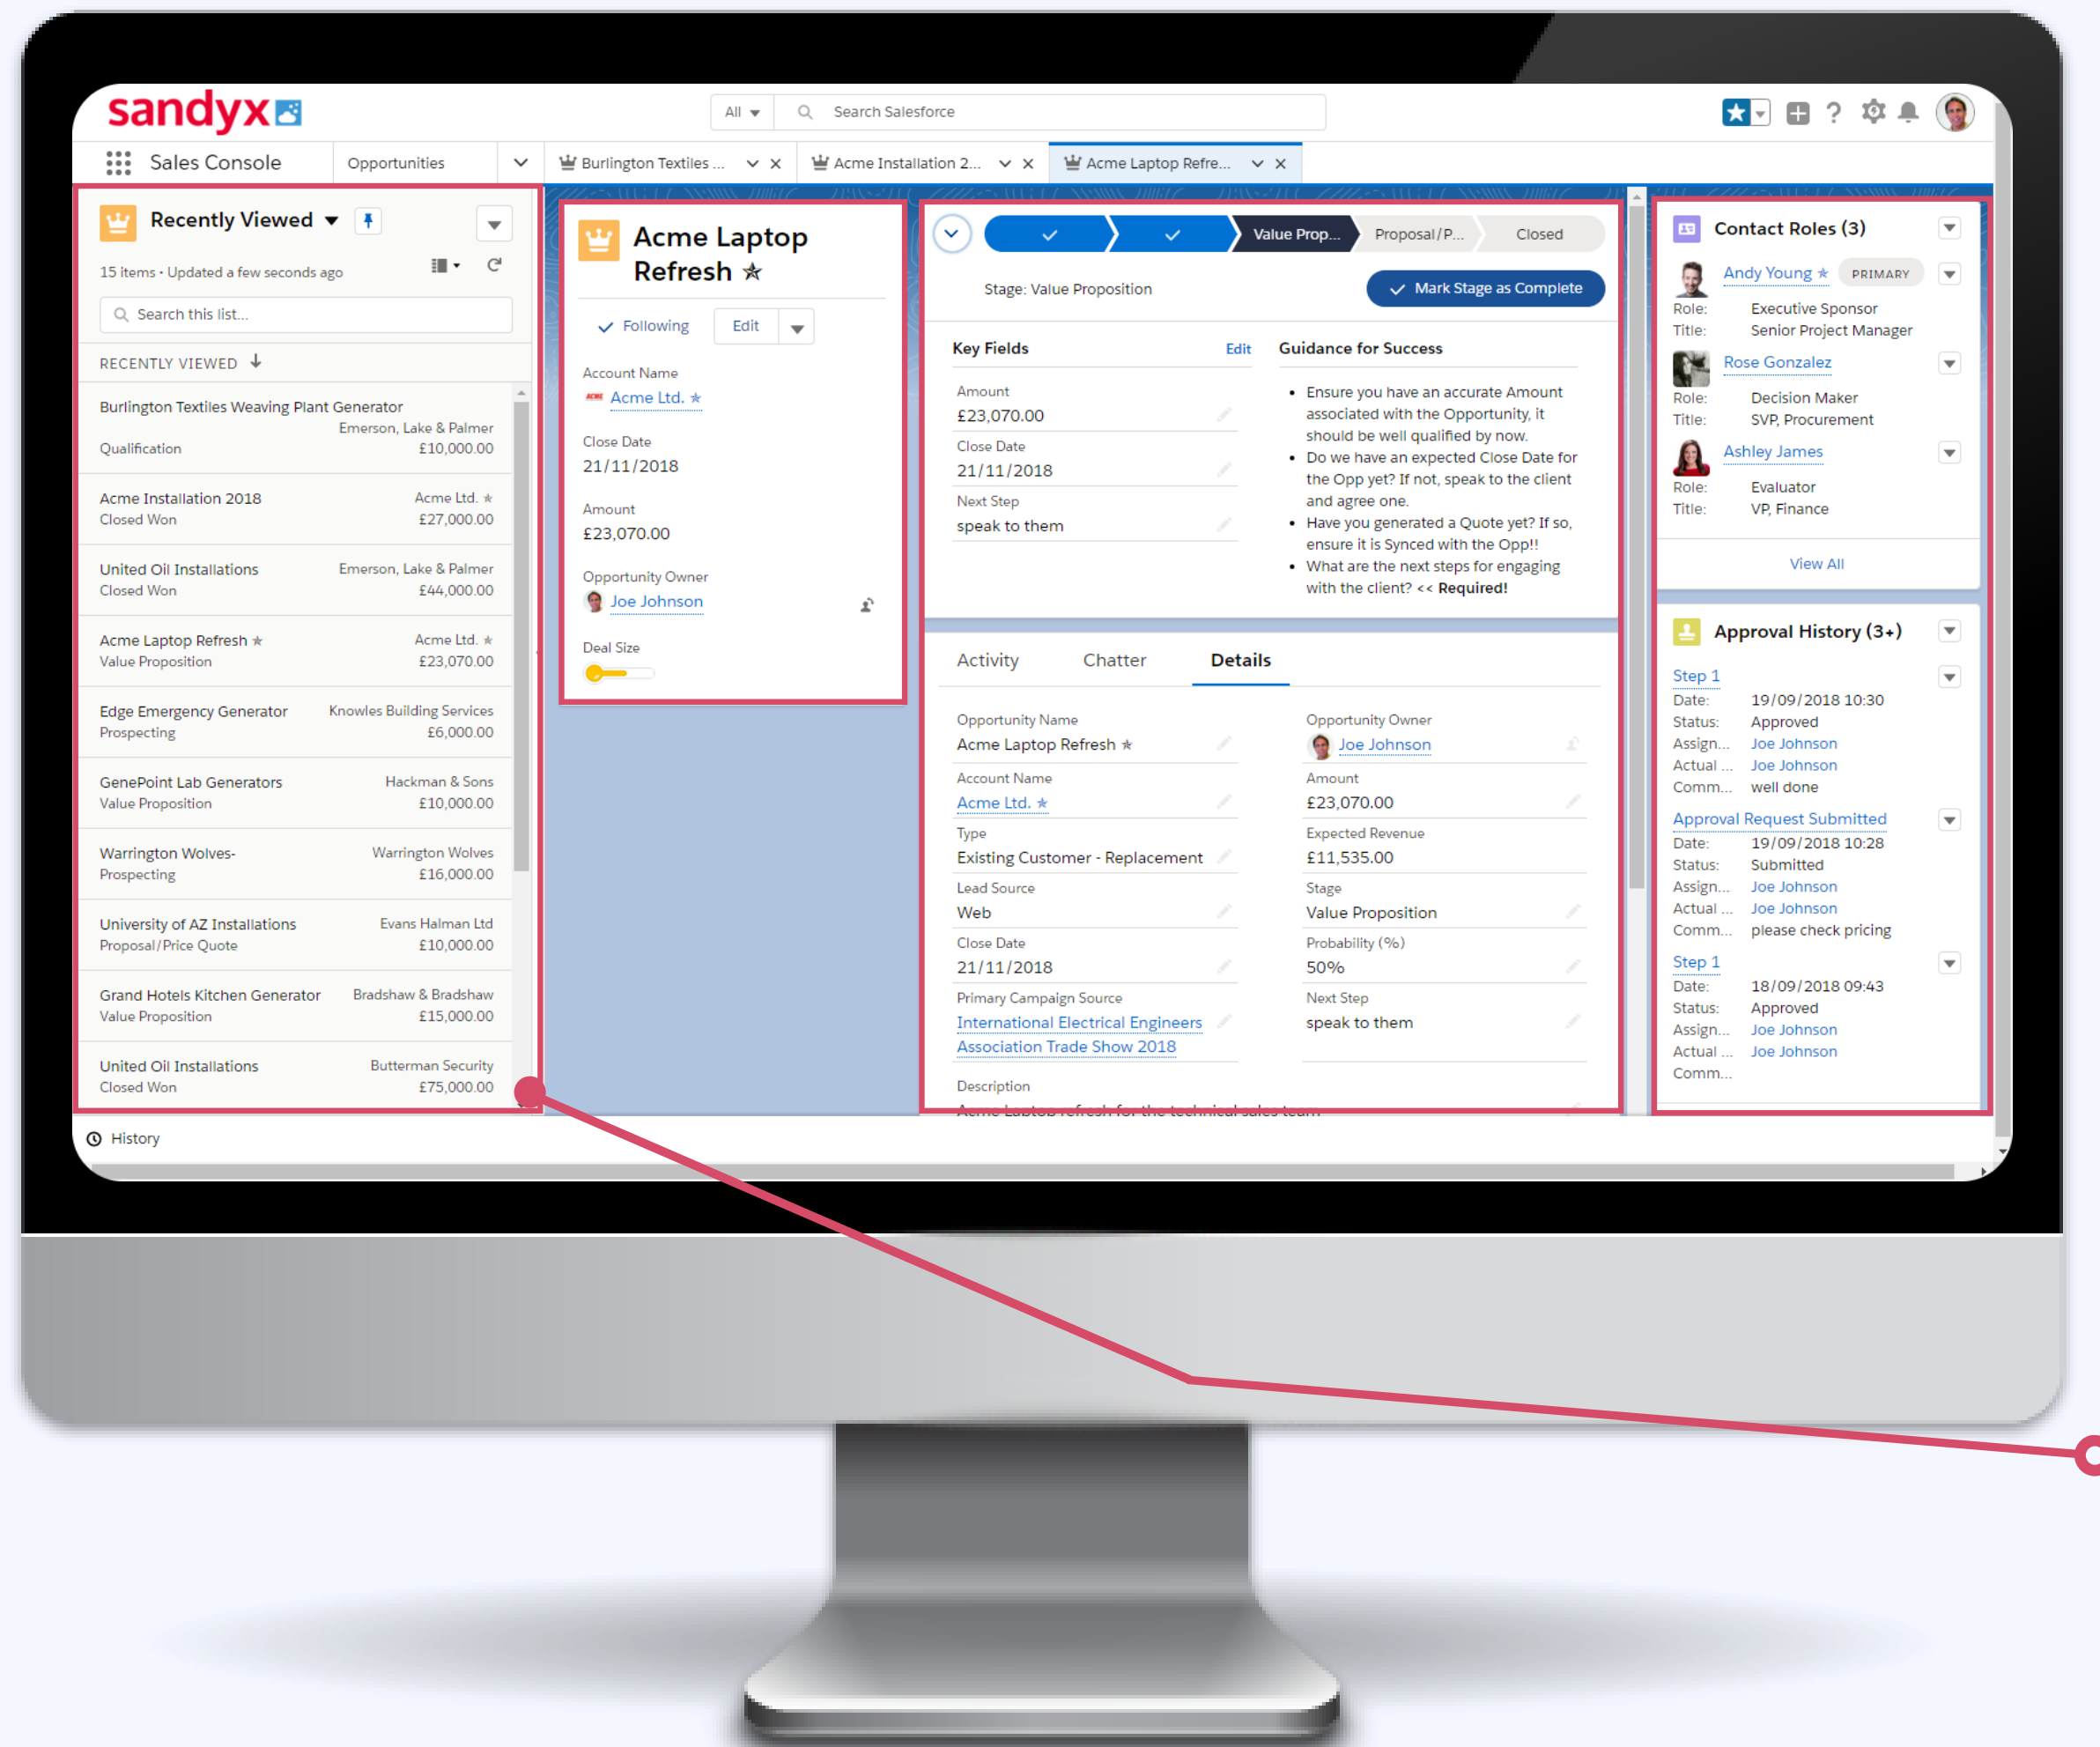 sandyx
All
Search Salesforce
Sales Console
Opportunities
Burlington Textiles ...
Acme Installation 2...
Acme Laptop Refre...
Recently Viewed
15 items • Updated a few seconds ago
Search this list...
RECENTLY VIEWED
Burlington Textiles Weaving Plant Generator
Emerson, Lake & Palmer
Qualification £10,000.00
Acme Installation 2018 Acme Ltd. ★
Closed Won £27,000.00
United Oil Installations Emerson, Lake & Palmer
Closed Won £44,000.00
Acme Laptop Refresh ★ Acme Ltd. ★
Value Proposition £23,070.00
Edge Emergency Generator Knowles Building Services
Prospecting £6,000.00
GenePoint Lab Generators Hackman & Sons
Value Proposition £10,000.00
Warrington Wolves- Warrington Wolves
Prospecting £16,000.00
University of AZ Installations Evans Halman Ltd
Proposal/Price Quote £10,000.00
Grand Hotels Kitchen Generator Bradshaw & Bradshaw
Value Proposition £15,000.00
United Oil Installations Butterman Security
Closed Won £75,000.00
History
Acme Laptop
Refresh ★
Following Edit
Account Name
ACME Acme Ltd. ★
Close Date
21/11/2018
Amount
£23,070.00
Opportunity Owner
Joe Johnson
Deal Size
Value Prop... Proposal/P... Closed
Stage: Value Proposition
Mark Stage as Complete
Key Fields Edit
Amount
£23,070.00
Close Date
21/11/2018
Next Step
speak to them
Guidance for Success
• Ensure you have an accurate Amount
associated with the Opportunity, it
should be well qualified by now.
• Do we have an expected Close Date for
the Opp yet? If not, speak to the client
and agree one.
• Have you generated a Quote yet? If so,
ensure it is Synced with the Opp!!
• What are the next steps for engaging
with the client? << Required!
Activity Chatter Details
Opportunity Name
Acme Laptop Refresh ★
Account Name
Acme Ltd. ★
Type
Existing Customer - Replacement
Lead Source
Web
Close Date
21/11/2018
Primary Campaign Source
International Electrical Engineers
Association Trade Show 2018
Description
Acme Laptop refresh for the technical sales team
Opportunity Owner
Joe Johnson
Amount
£23,070.00
Expected Revenue
£11,535.00
Stage
Value Proposition
Probability (%)
50%
Next Step
speak to them
Contact Roles (3)
Andy Young ★ PRIMARY
Role: Executive Sponsor
Title: Senior Project Manager
Rose Gonzalez
Role: Decision Maker
Title: SVP, Procurement
Ashley James
Role: Evaluator
Title: VP, Finance
View All
Approval History (3+)
Step 1
Date: 19/09/2018 10:30
Status: Approved
Assign... Joe Johnson
Actual ... Joe Johnson
Comm... well done
Approval Request Submitted
Date: 19/09/2018 10:28
Status: Submitted
Assign... Joe Johnson
Actual ... Joe Johnson
Comm... please check pricing
Step 1
Date: 18/09/2018 09:43
Status: Approved
Assign... Joe Johnson
Actual ... Joe Johnson
Comm...